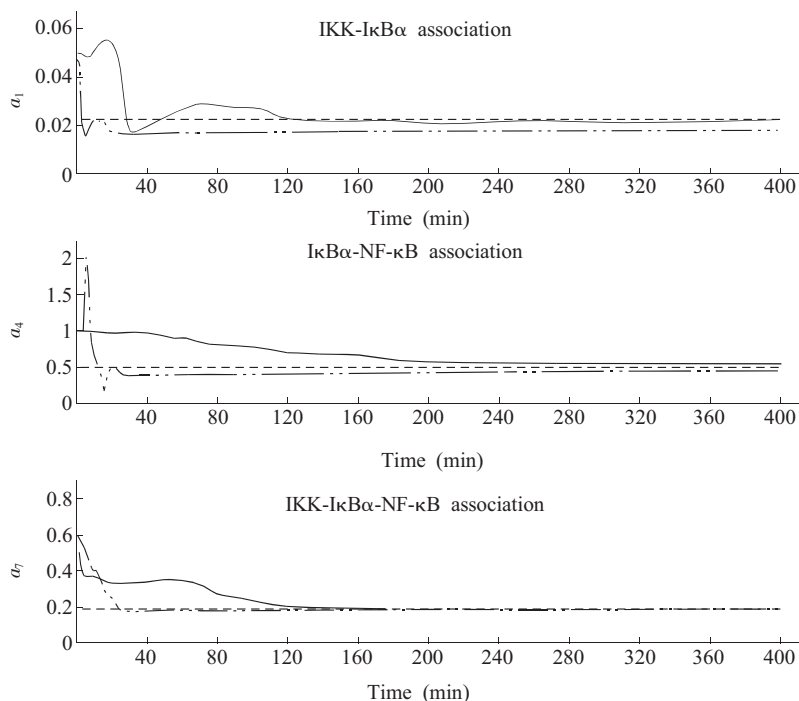 IKK-IκBα association
0.06
0.04
0.02
0
a1
40 80 120 160 200 240 280 320 360 400
Time (min)
IκBα-NF-κB association
2
1
0.5
0
a4
40 80 120 160 200 240 280 320 360 400
Time (min)
IKK-IκBα-NF-κB association
0.8
0.6
0.4
0.2
0
a7
40 80 120 160 200 240 280 320 360 400
Time (min)